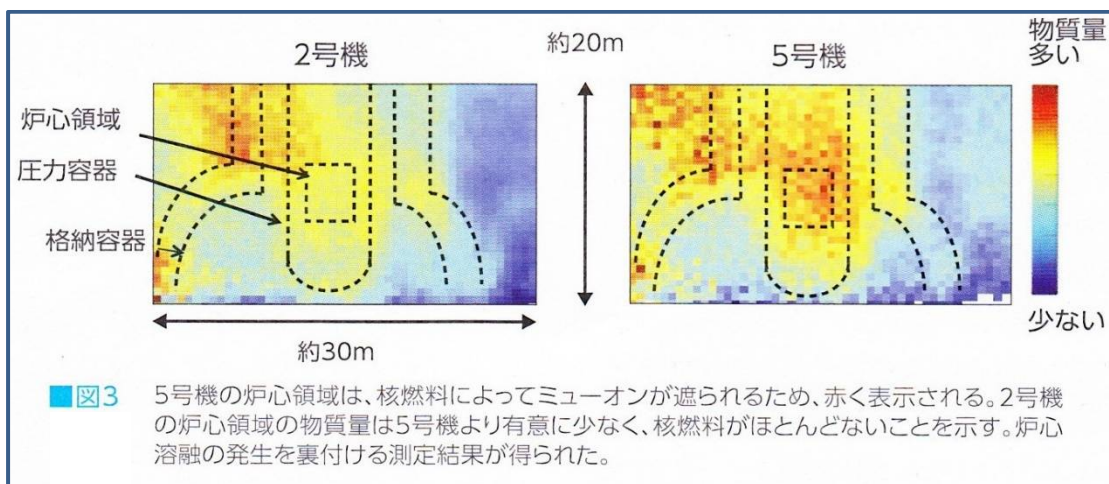 2号機
約20m
5号機
物質量
多い
炉心領域
圧力容器
格納容器
少ない
約30m
■図3 5号機の炉心領域は、核燃料によってミューオンが遮られるため、赤く表示される。2号機
の炉心領域の物質量は5号機より有意に少なく、核燃料がほとんどないことを示す。炉心
溶融の発生を裏付ける測定結果が得られた。